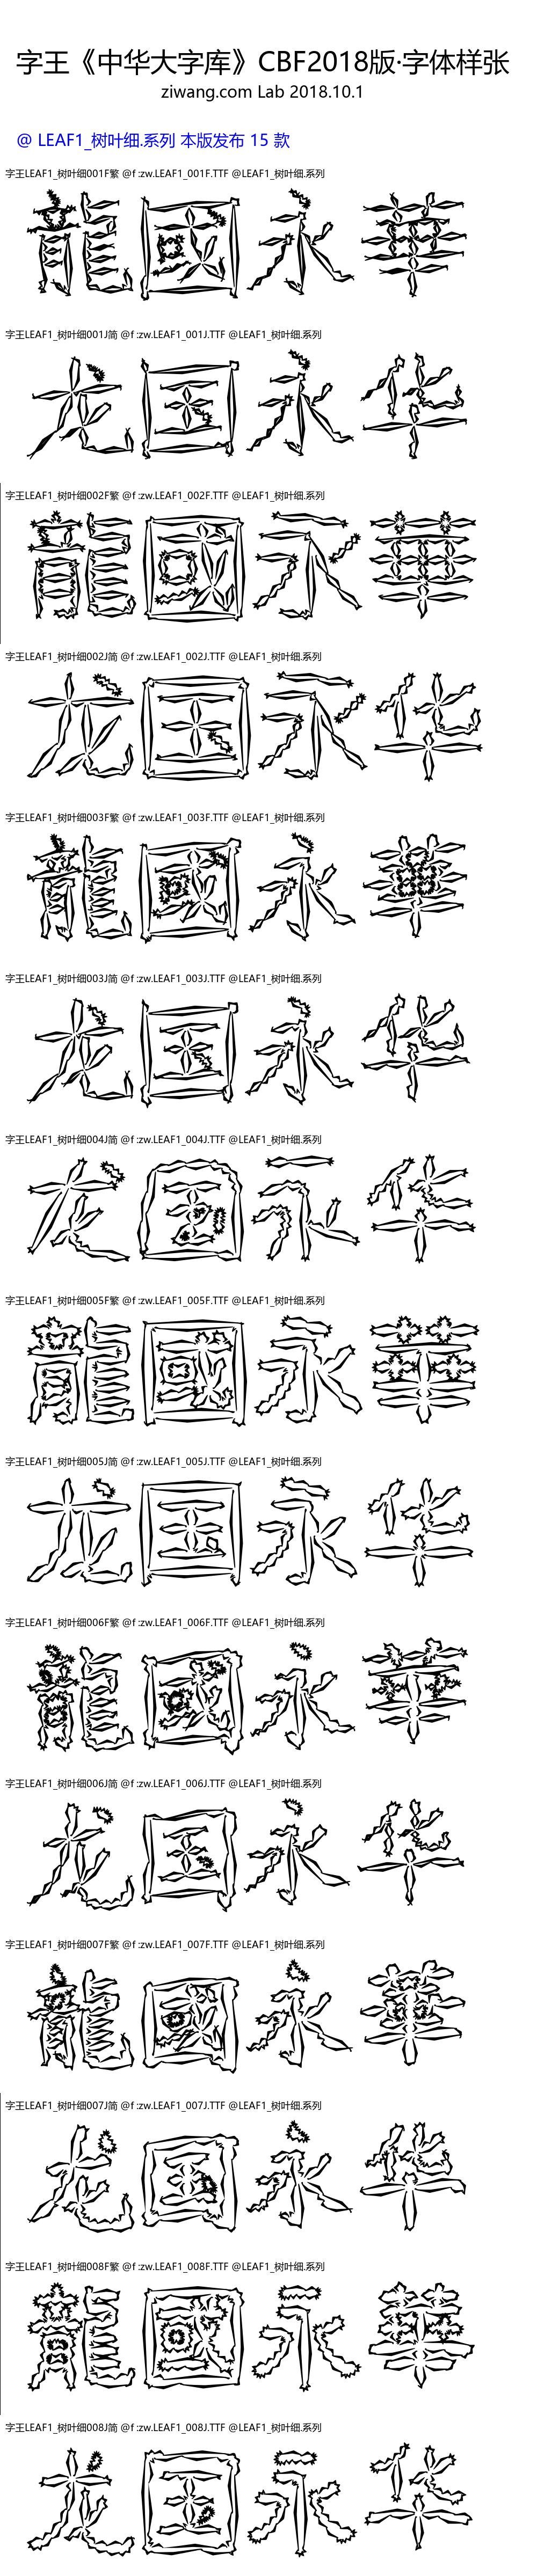 字王《中华大字库》CBF2018版·字体样张
ziwang.com Lab 2018.10.1
@ LEAF1_树叶细.系列 本版发布 15 款
字王LEAF1_树叶细001F繁 @f :zw.LEAF1_001F.TTF @LEAF1_树叶细.系列
龍國永華
字王LEAF1_树叶细001J简 @f :zw.LEAF1_001J.TTF @LEAF1_树叶细.系列
龙国永华
字王LEAF1_树叶细002F繁 @f :zw.LEAF1_002F.TTF @LEAF1_树叶细.系列
龍國永華
字王LEAF1_树叶细002J简 @f :zw.LEAF1_002J.TTF @LEAF1_树叶细.系列
龙国永华
字王LEAF1_树叶细003F繁 @f :zw.LEAF1_003F.TTF @LEAF1_树叶细.系列
龍國永華
字王LEAF1_树叶细003J简 @f :zw.LEAF1_003J.TTF @LEAF1_树叶细.系列
龙国永华
字王LEAF1_树叶细004J简 @f :zw.LEAF1_004J.TTF @LEAF1_树叶细.系列
龙国永华
字王LEAF1_树叶细005F繁 @f :zw.LEAF1_005F.TTF @LEAF1_树叶细.系列
龍國永華
字王LEAF1_树叶细005J简 @f :zw.LEAF1_005J.TTF @LEAF1_树叶细.系列
龙国永华
字王LEAF1_树叶细006F繁 @f :zw.LEAF1_006F.TTF @LEAF1_树叶细.系列
龍國永華
字王LEAF1_树叶细006J简 @f :zw.LEAF1_006J.TTF @LEAF1_树叶细.系列
龙国永华
字王LEAF1_树叶细007F繁 @f :zw.LEAF1_007F.TTF @LEAF1_树叶细.系列
龍國永華
字王LEAF1_树叶细007J简 @f :zw.LEAF1_007J.TTF @LEAF1_树叶细.系列
龙国永华
字王LEAF1_树叶细008F繁 @f :zw.LEAF1_008F.TTF @LEAF1_树叶细.系列
龍國永華
字王LEAF1_树叶细008J简 @f :zw.LEAF1_008J.TTF @LEAF1_树叶细.系列
龙国永华